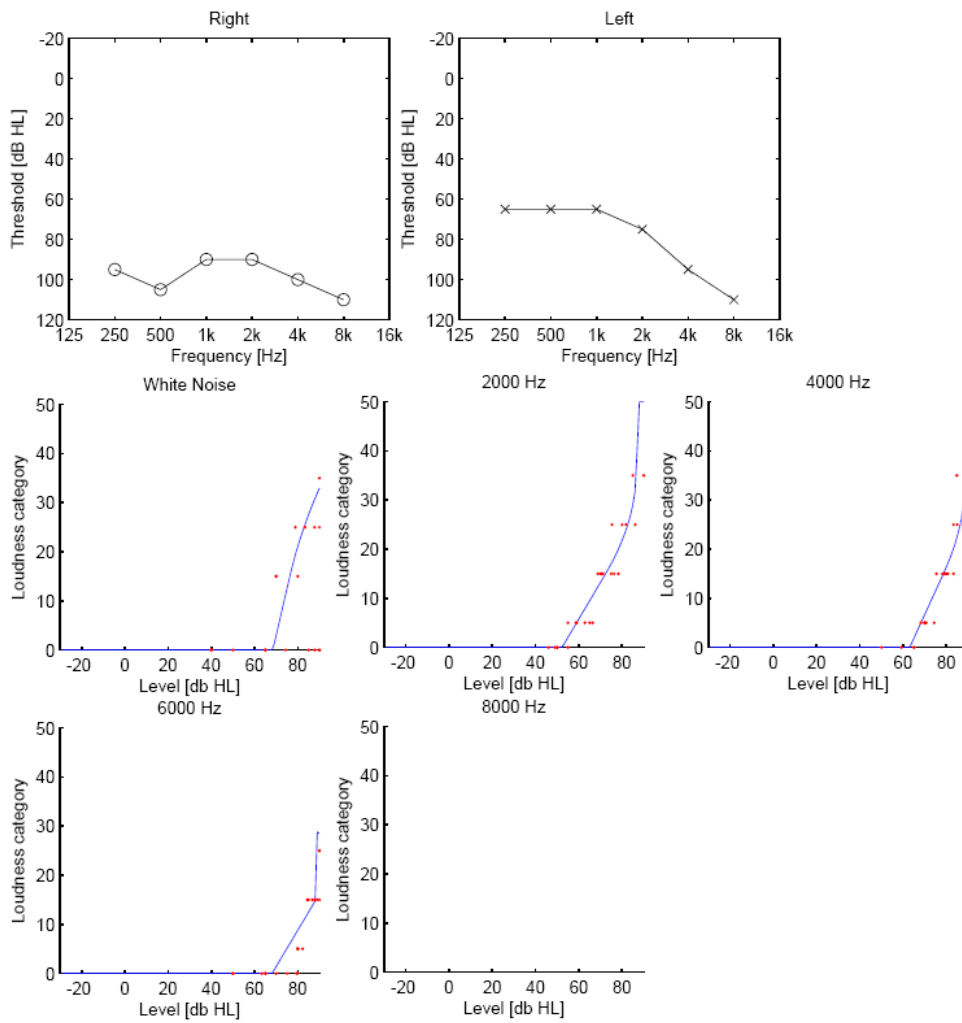 Right
Left
-20
0
20
40
60
80
100
120
Threshold [dB HL]
125 250 500 1k 2k 4k 8k 16k
Frequency [Hz]
-20
0
20
40
60
80
100
120
Threshold [dB HL]
125 250 500 1k 2k 4k 8k 16k
Frequency [Hz]
White Noise
50
40
30
20
10
0
Loudness category
-20 0 20 40 60 80
Level [db HL]
2000 Hz
50
40
30
20
10
0
Loudness category
-20 0 20 40 60 80
Level [db HL]
4000 Hz
50
40
30
20
10
0
Loudness category
-20 0 20 40 60 80
Level [db HL]
6000 Hz
50
40
30
20
10
0
Loudness category
-20 0 20 40 60 80
Level [db HL]
8000 Hz
50
40
30
20
10
0
Loudness category
-20 0 20 40 60 80
Level [db HL]